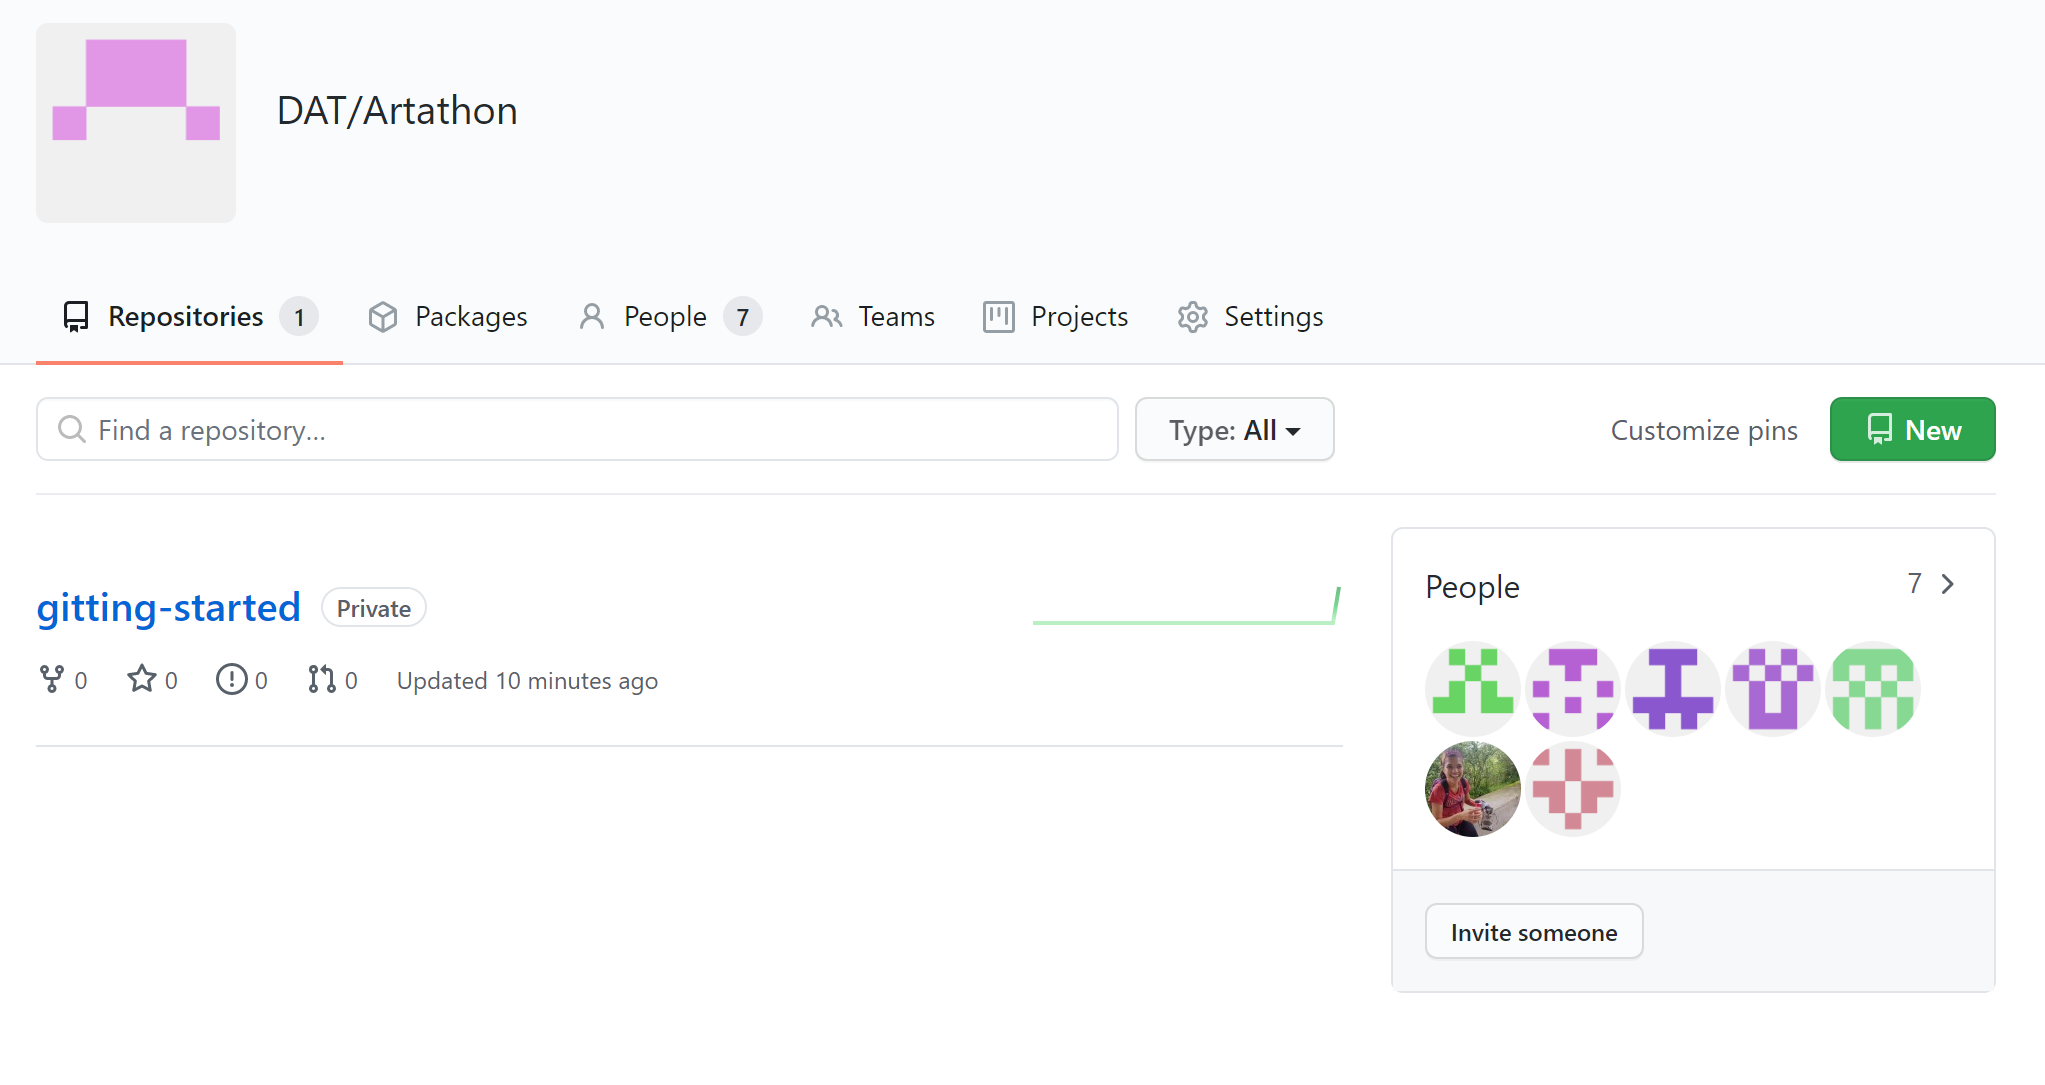 DAT/Artathon
Repositories 1 Packages People 7 Teams Projects Settings
Find a repository... Type: All Customize pins New
gitting-started Private
0 0 0 0 Updated 10 minutes ago
People 7
Invite someone